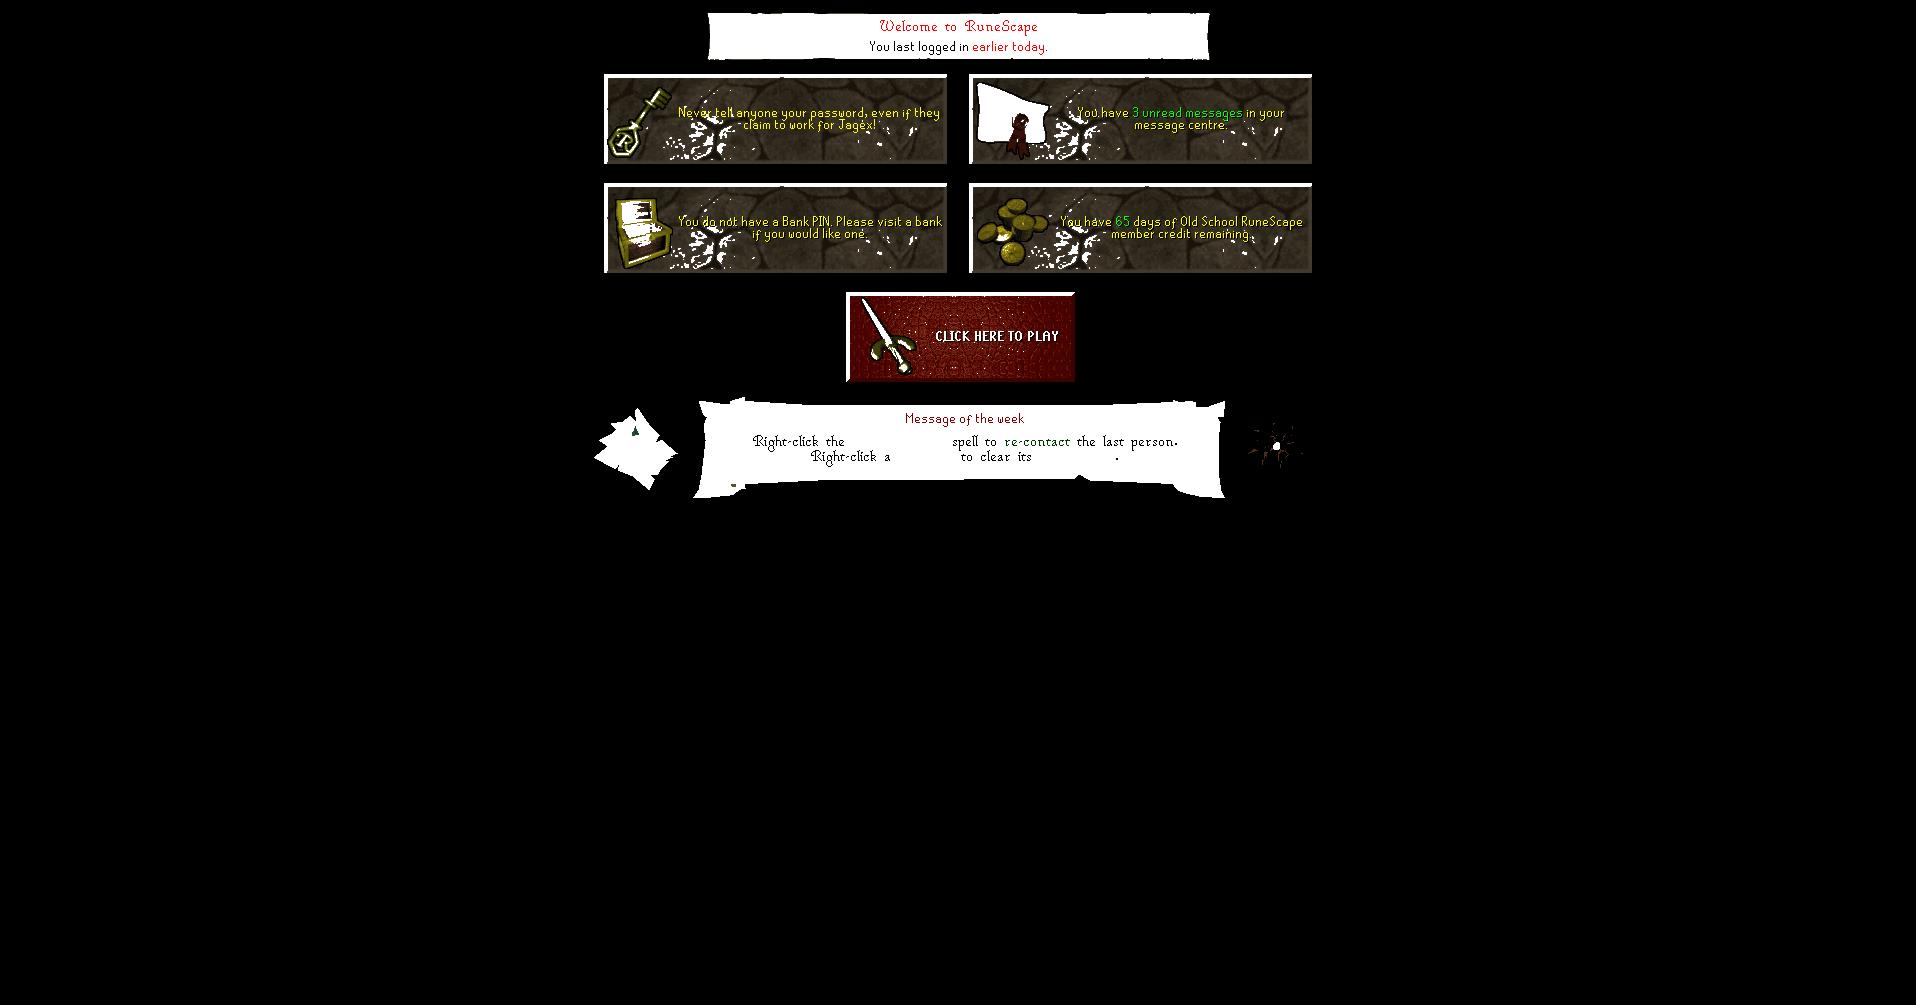 Welcome to RuneScape
You last logged in earlier today.
Never tell anyone your password, even if they
claim to work for Jagex!
You have 3 unread messages in your
message centre.
You do not have a Bank PIN. Please visit a bank
if you would like one.
You have 65 days of Old School RuneScape
member credit remaining.
CLICK HERE TO PLAY
Message of the week
Right-click the spell to re-contact the last person.
Right-click a to clear its .